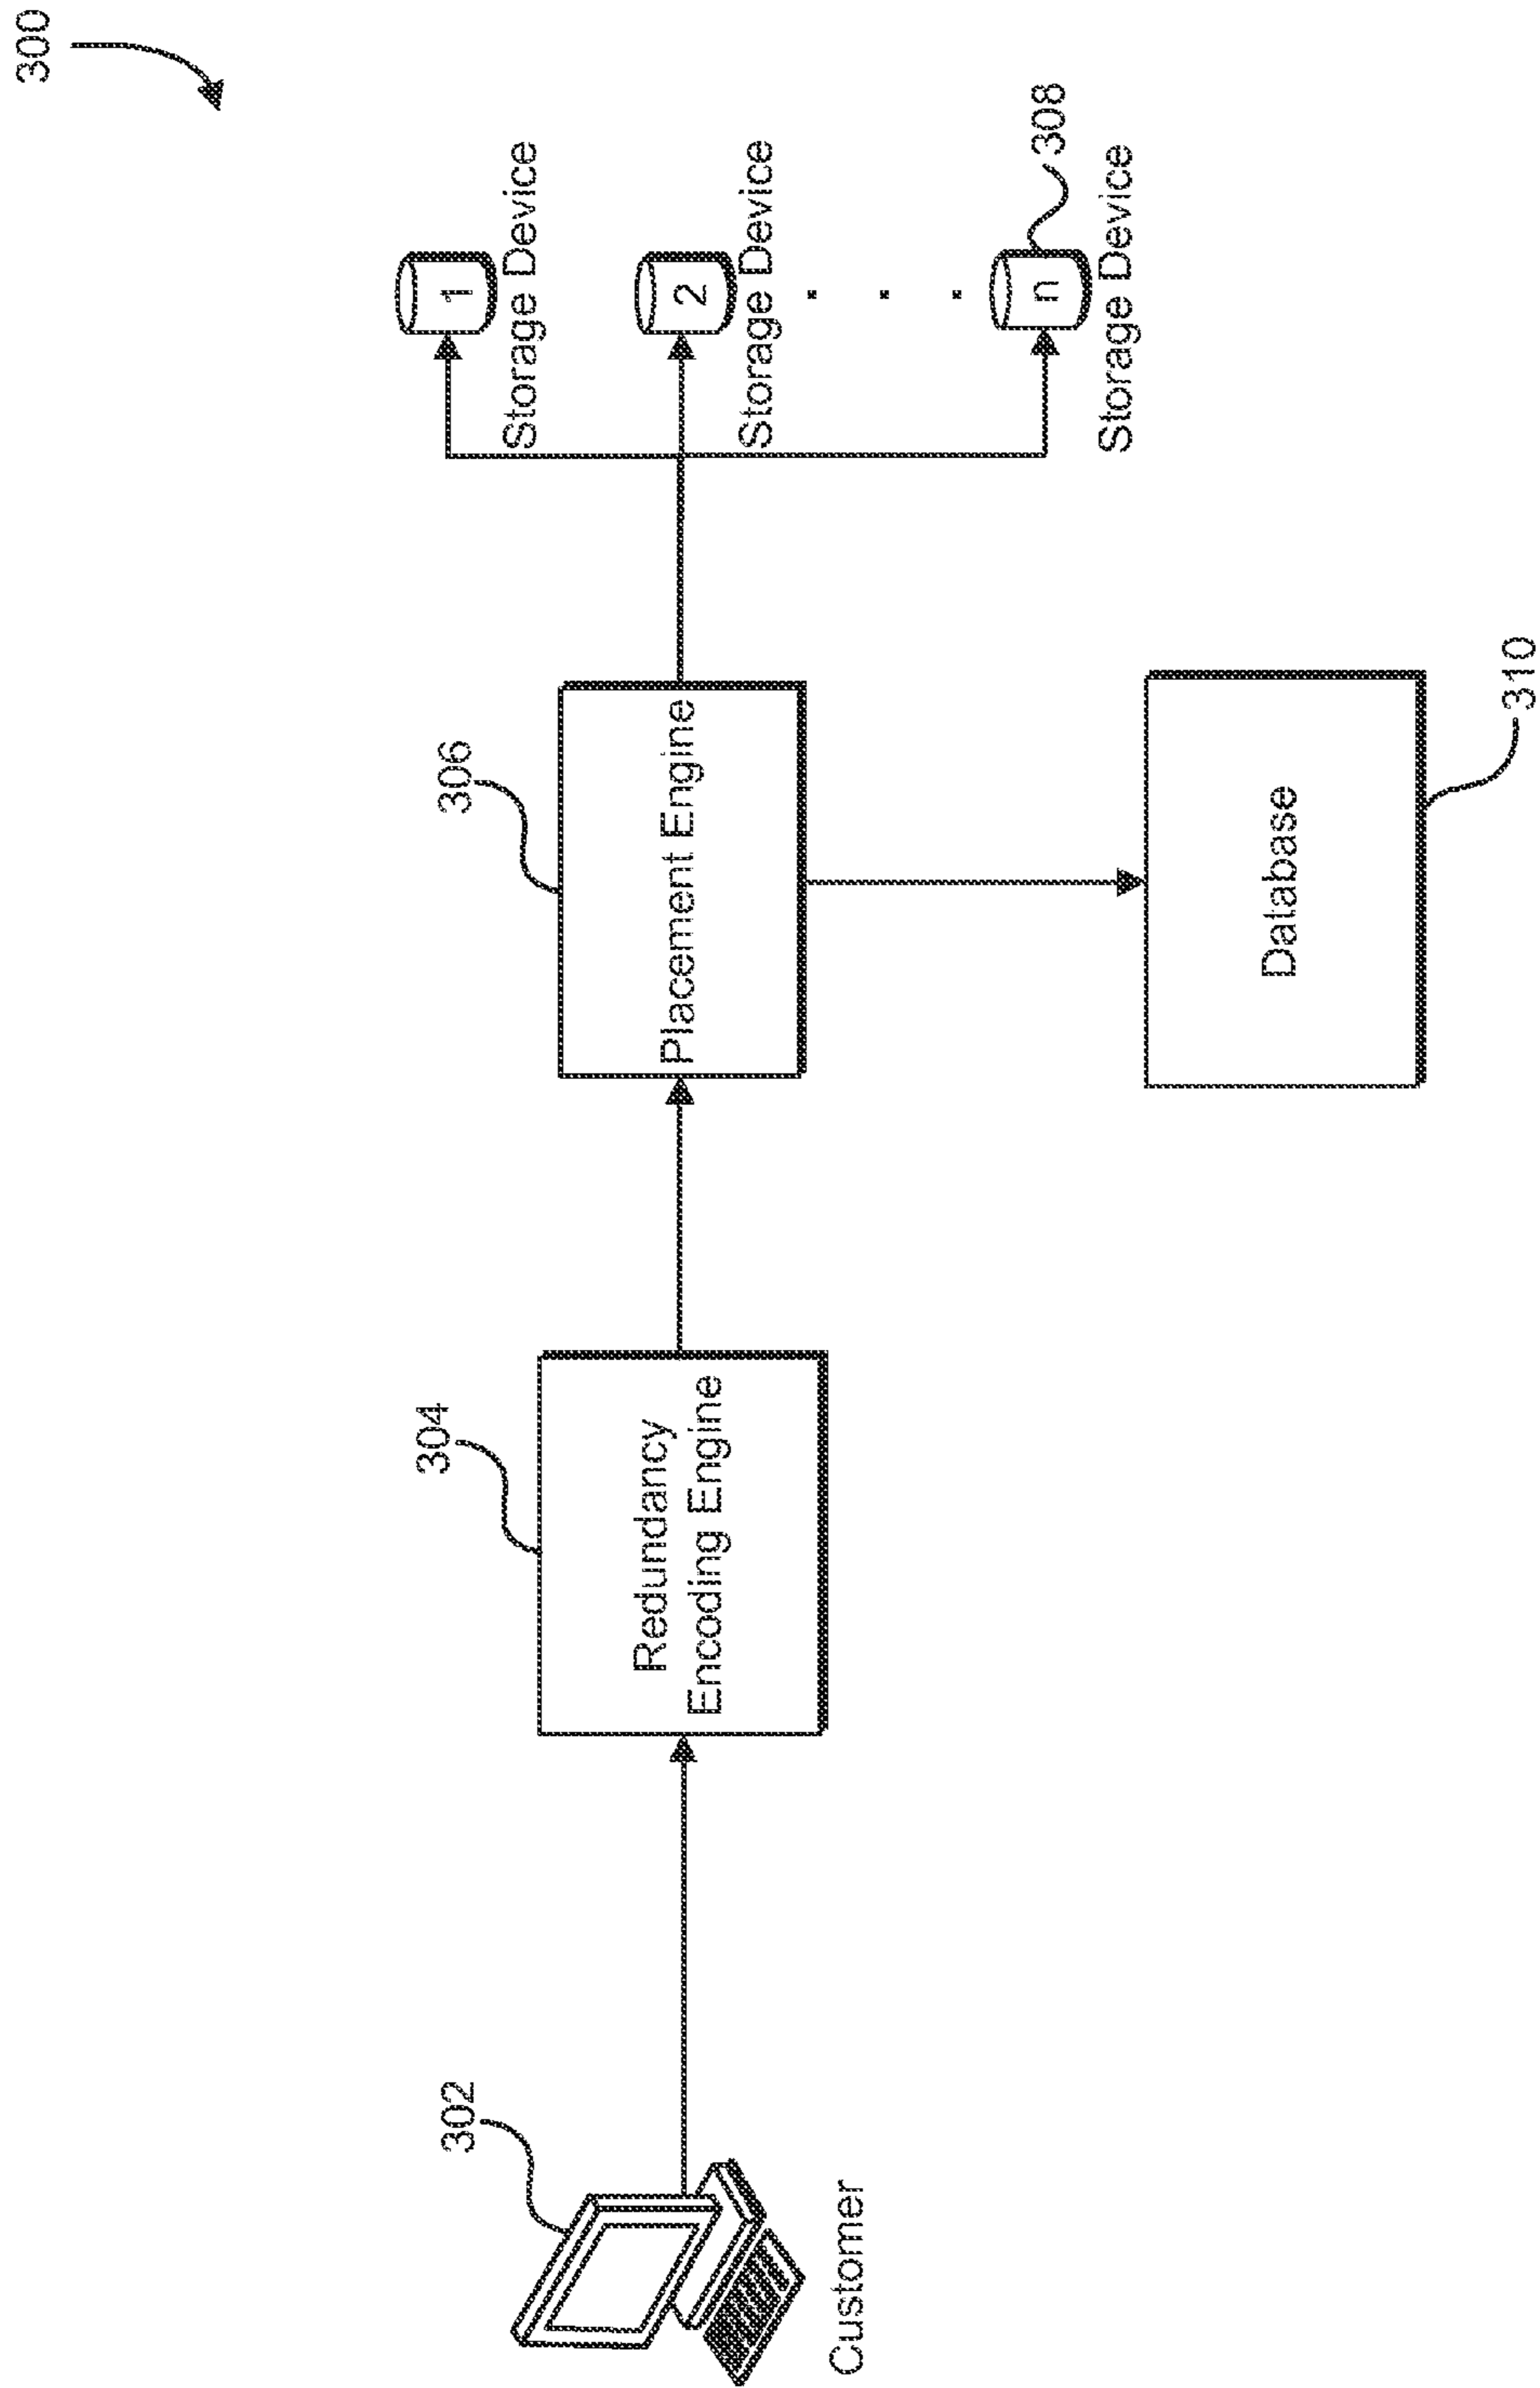 300
302
Customer
304
Redundancy
Encoding Engine
306
Placement Engine
310
Database
1
Storage Device
2
Storage Device
. . .
n
308
Storage Device